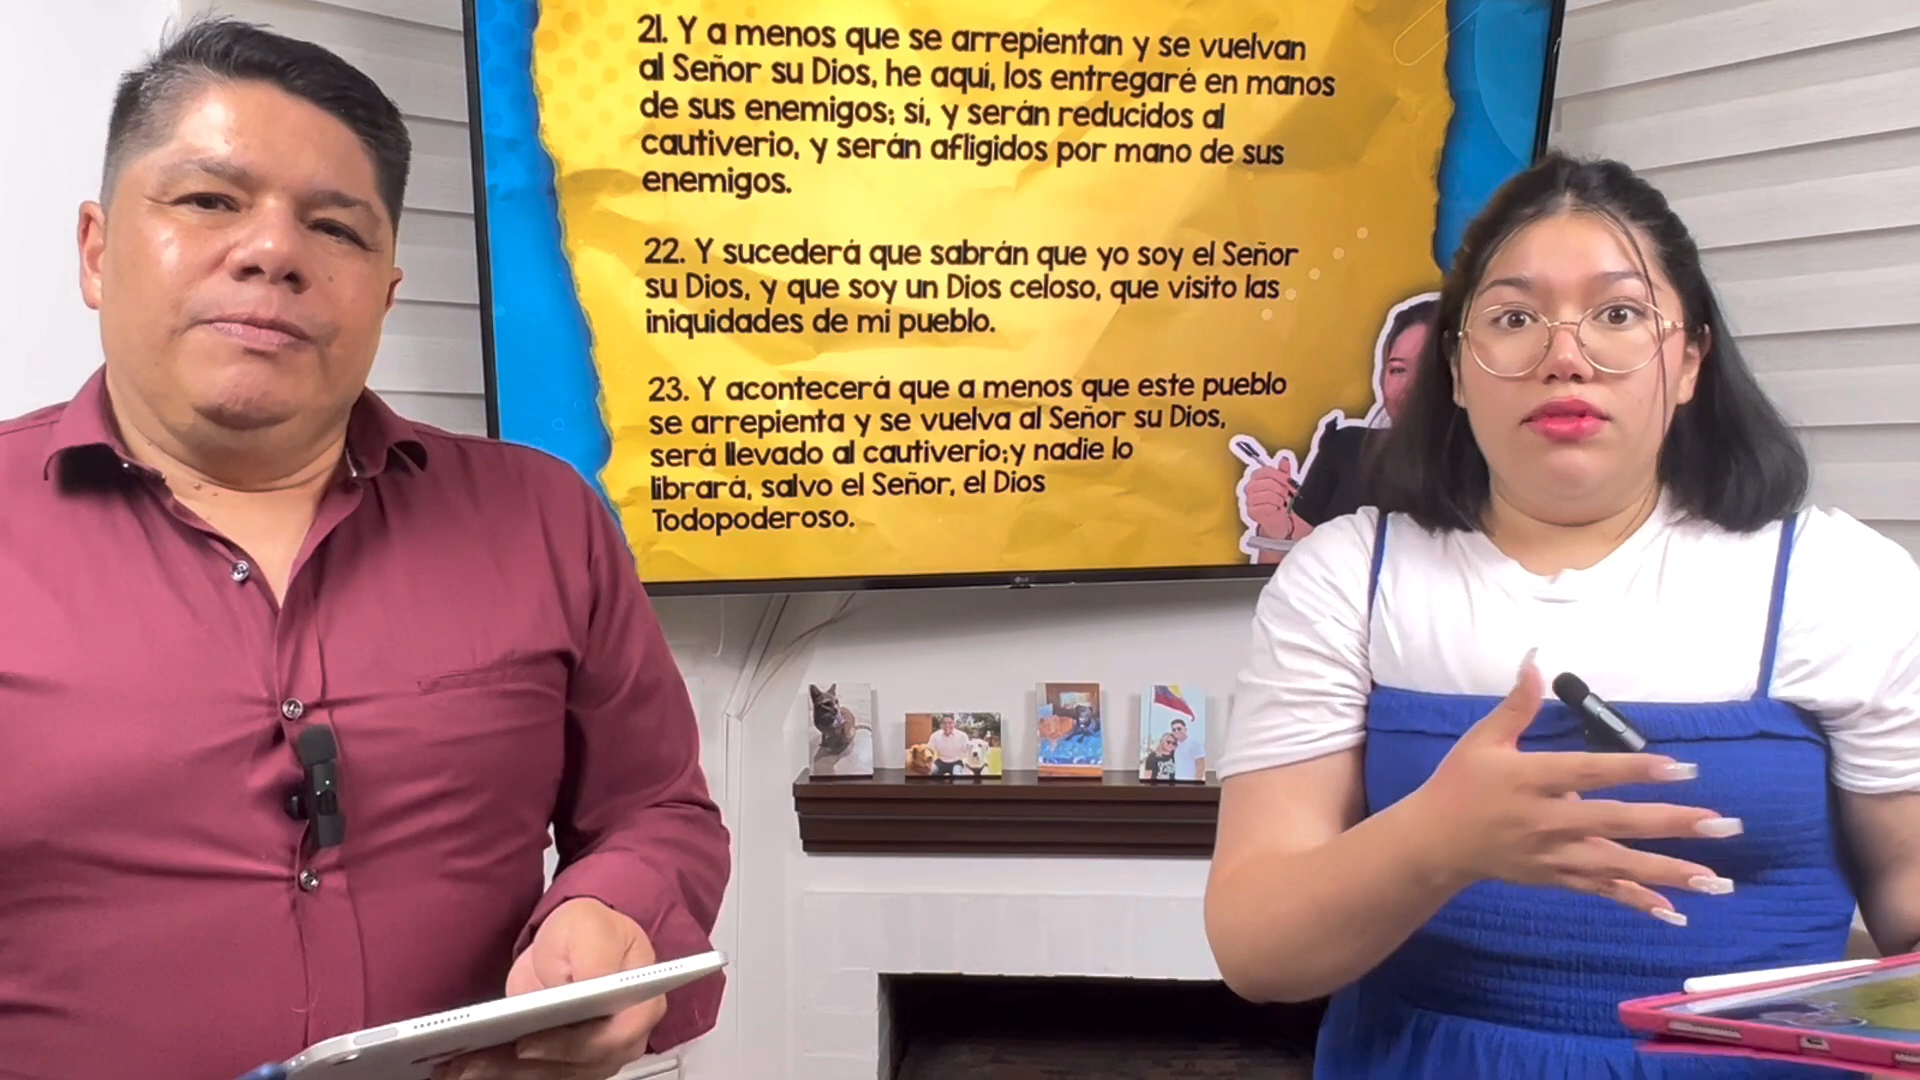 21. Y a menos que se arrepientan y se vuelvan
al Señor su Dios, he aquí, los entregaré en manos
de sus enemigos; sí, y serán reducidos al
cautiverio, y serán afligidos por mano de sus
enemigos.
22. Y sucederá que sabrán que yo soy el Señor
su Dios, y que soy un Dios celoso, que visito las
iniquidades de mi pueblo.
23. Y acontecerá que a menos que este pueblo
se arrepienta y se vuelva al Señor su Dios,
será llevado al cautiverio;y nadie lo
librará, salvo el Señor, el Dios
Todopoderoso.
LG